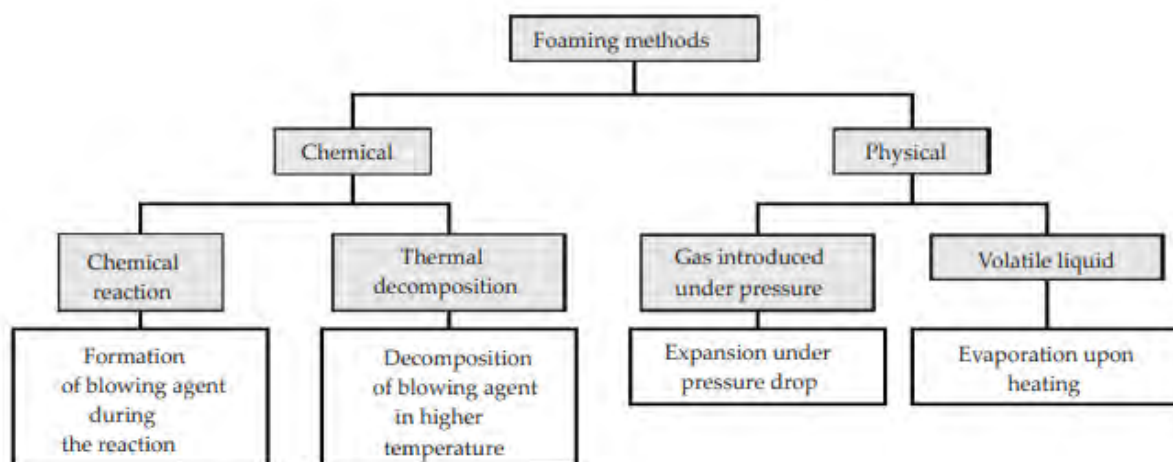 Foaming methods
Chemical
Physical
Chemical
reaction
Thermal
decomposition
Gas introduced
under pressure
Volatile liquid
Formation
of blowing agent
during
the reaction
Decomposition
of blowing agent
in higher
temperature
Expansion under
pressure drop
Evaporation upon
heating